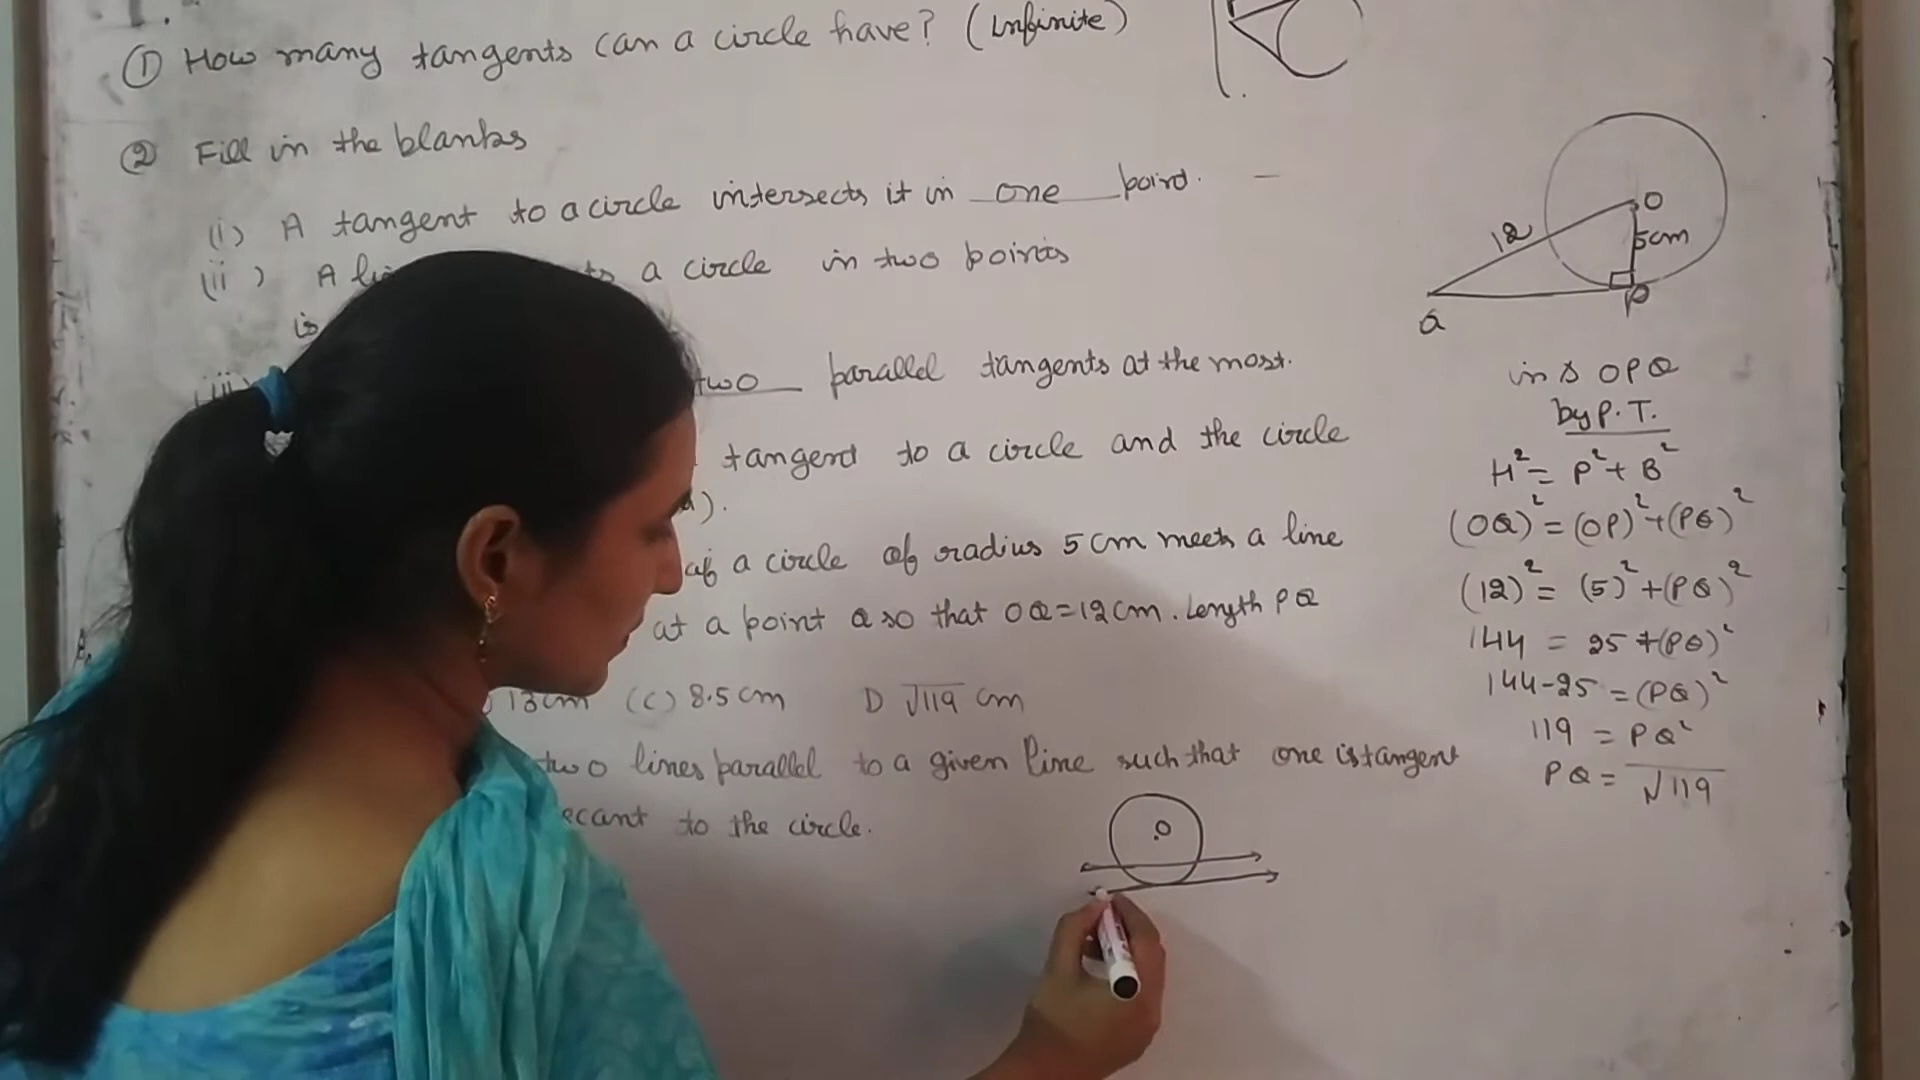 ① How many tangents can a circle have? (Infinite)
② Fill in the blanks
(i) A tangent to a circle intersects it in one point.
(ii) A a circle in two points
is
two parallel tangents at the most.
tangent to a circle and the circle
of a circle of radius 5 cm meets a line
at a point Q so that OQ=12cm. Length PQ
13cm (C) 8.5cm D √119 cm
two lines parallel to a given line such that one is tangent
to the circle.
O
O
12
5cm
Q
P
in Δ OPQ
by P.T.
H² = P² + B²
(OQ)² = (OP)² + (PQ)²
(12)² = (5)² + (PQ)²
144 = 25 + (PQ)²
144-25 = (PQ)²
119 = PQ²
PQ = √119